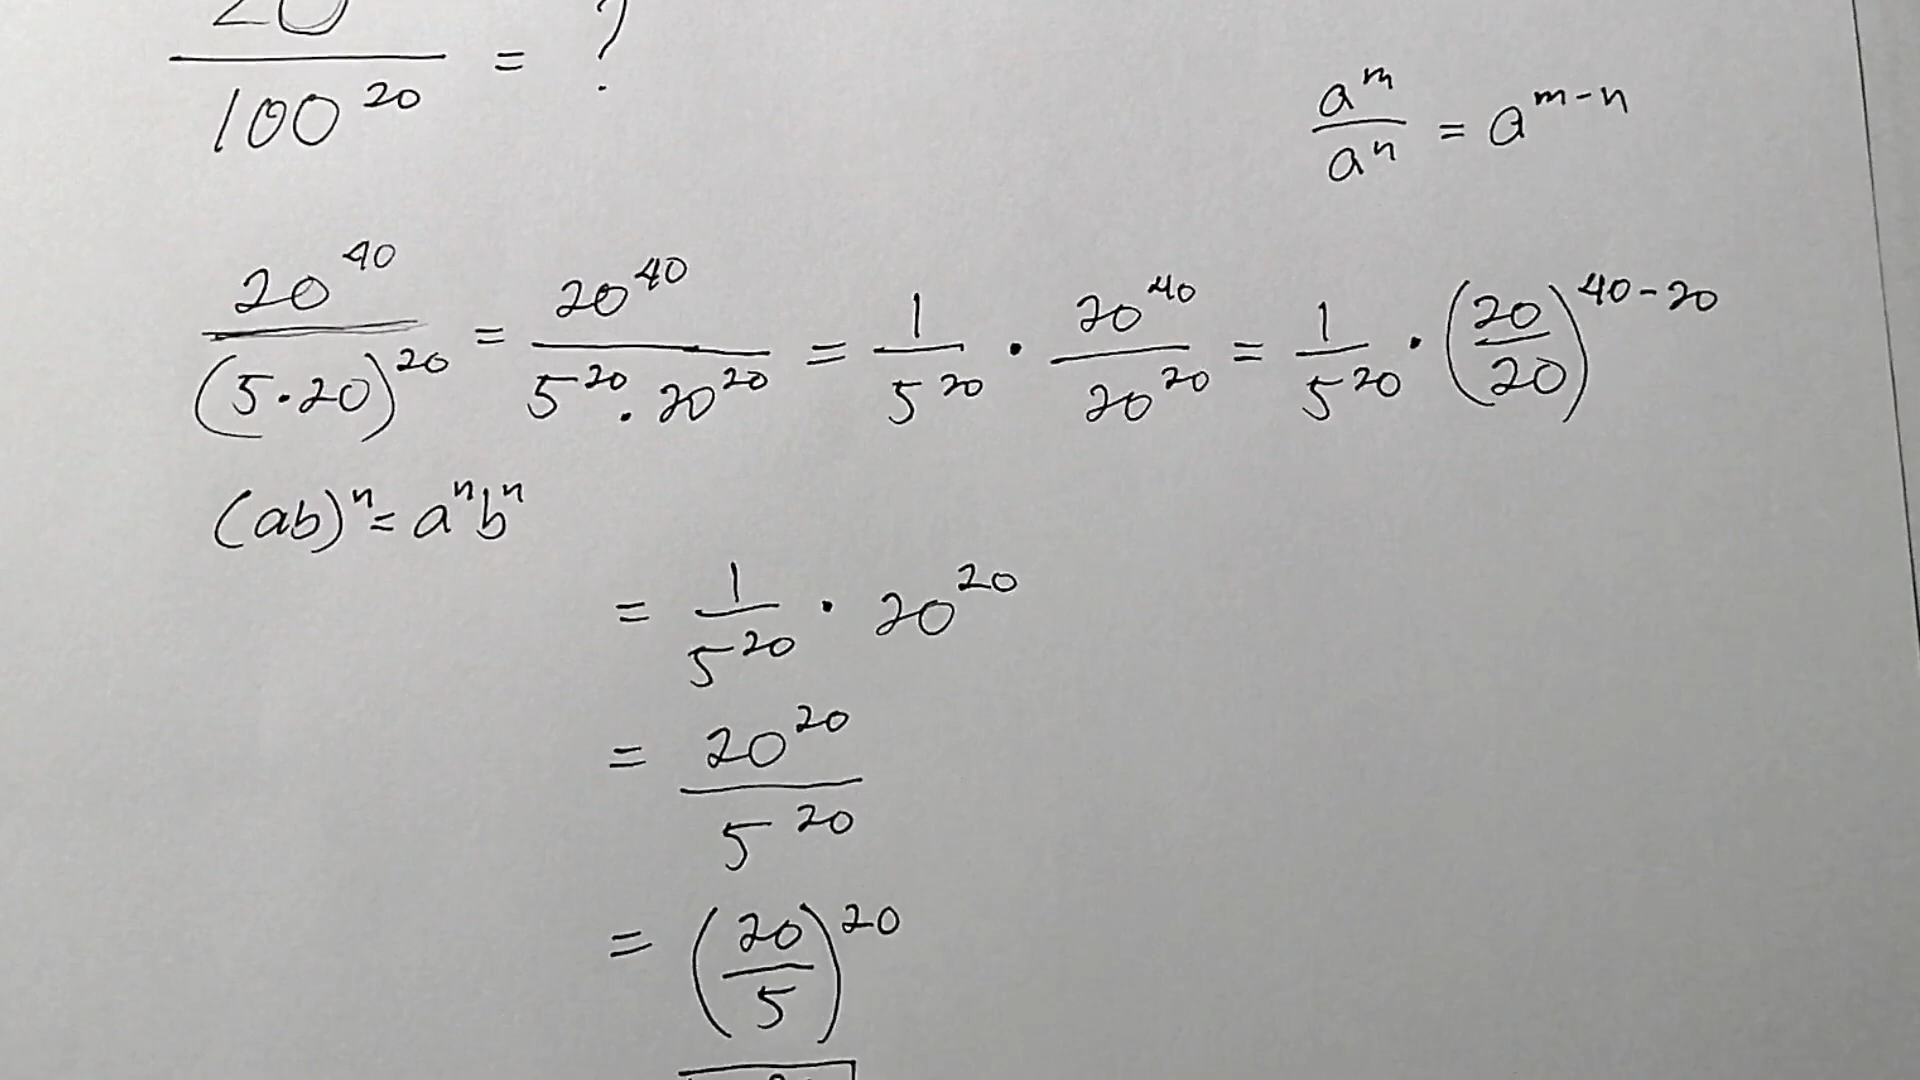 20
/ 100^20 = ?
a^m / a^n = a^(m-n)
20^40 / (5·20)^20 = 20^40 / 5^20 · 20^20 = 1 / 5^20 · 20^40 / 20^20 = 1 / 5^20 · (20/20)^(40-20)
(ab)^n = a^n b^n
= 1 / 5^20 · 20^20
= 20^20 / 5^20
= (20/5)^20